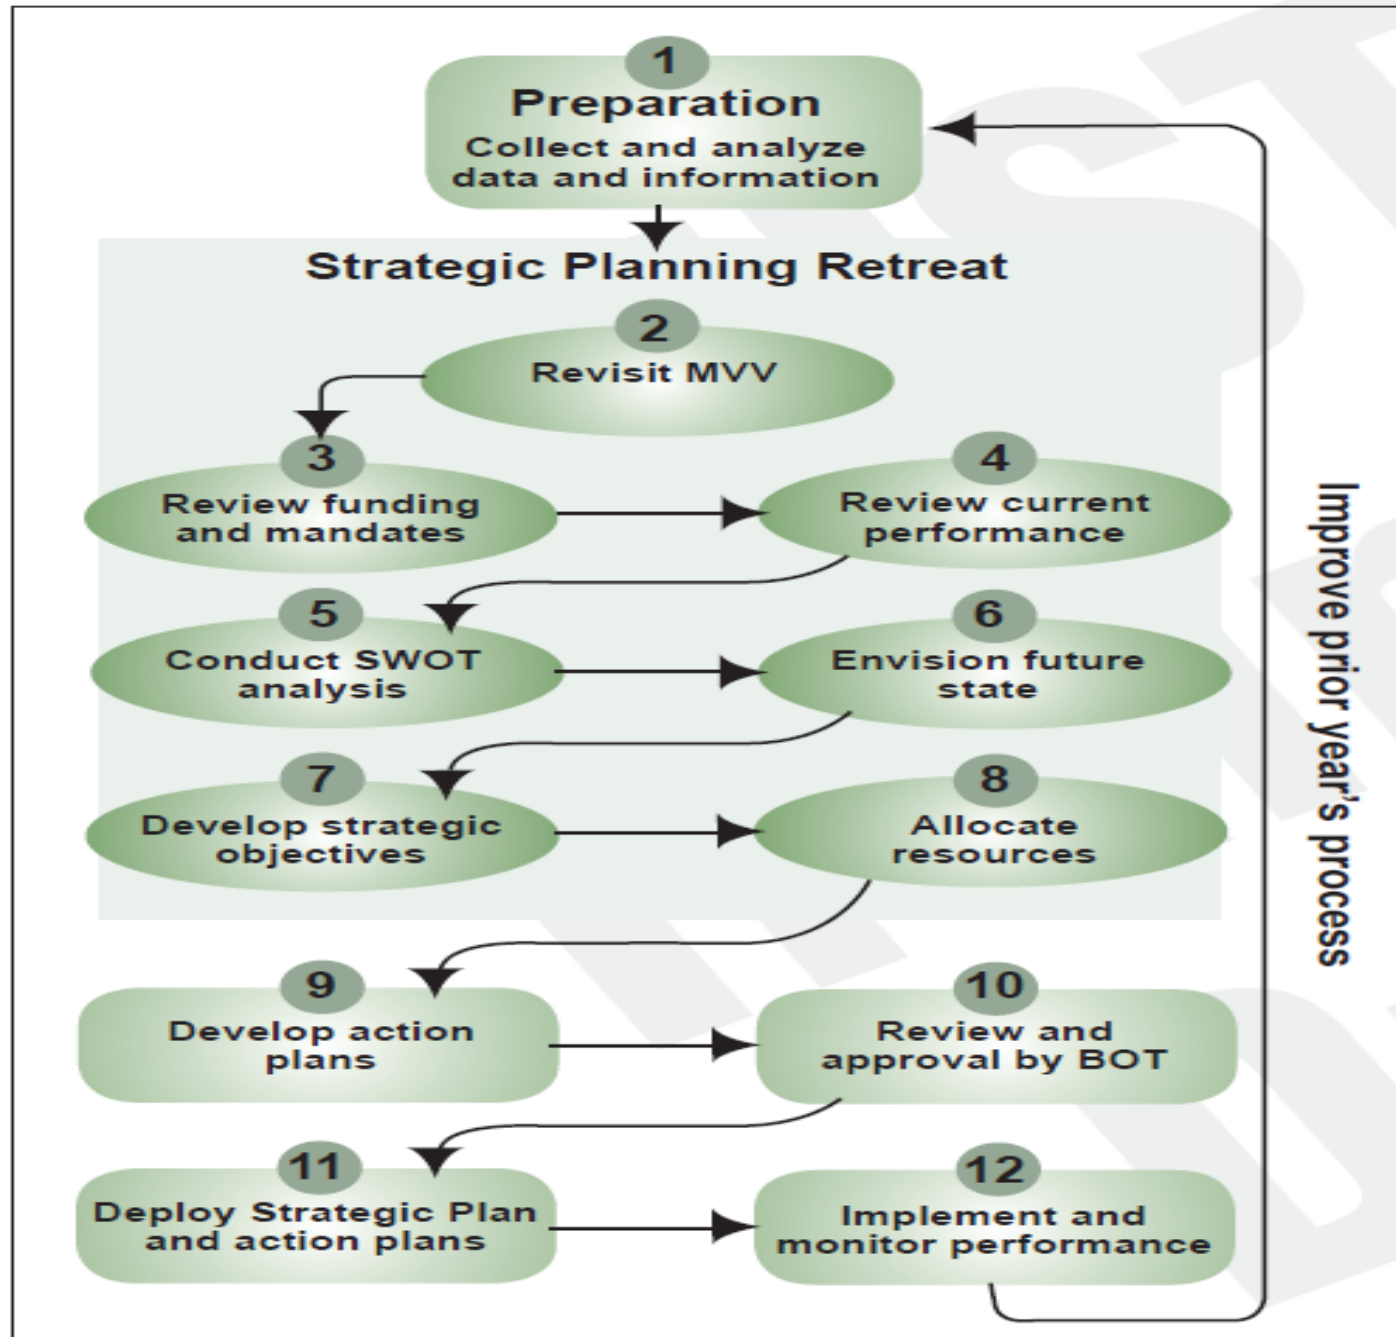 1
Preparation
Collect and analyze
data and information
Strategic Planning Retreat
2
Revisit MVV
3
Review funding
and mandates
4
Review current
performance
5
Conduct SWOT
analysis
6
Envision future
state
7
Develop strategic
objectives
8
Allocate
resources
9
Develop action
plans
10
Review and
approval by BOT
11
Deploy Strategic Plan
and action plans
12
Implement and
monitor performance
Improve prior year's process